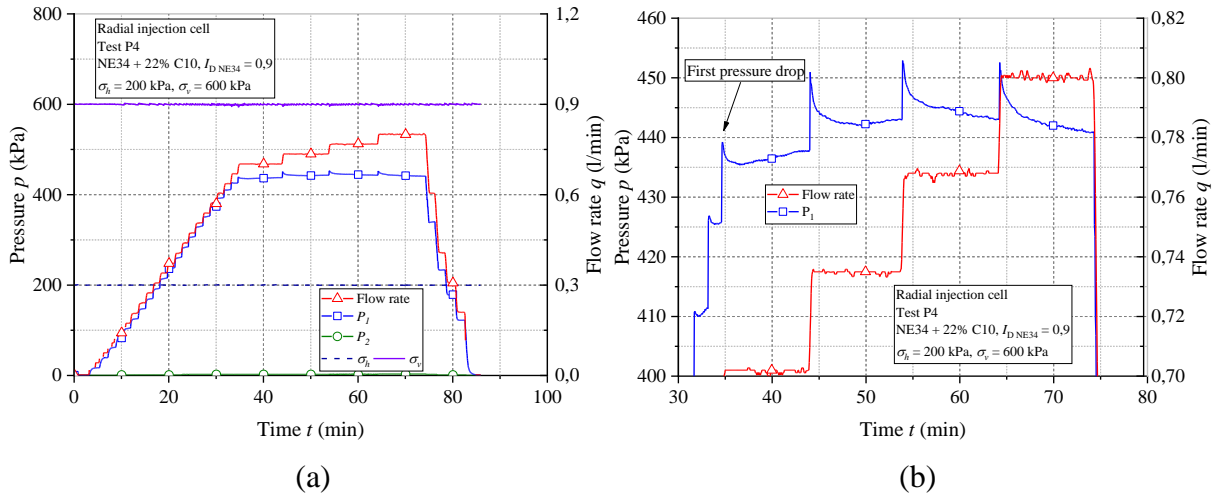 800
600
400
200
0
Pressure p (kPa)
Radial injection cell
Test P4
NE34 + 22% C10, I_D NE34 = 0,9
σ_h = 200 kPa, σ_v = 600 kPa
Flow rate
P_1
P_2
σ_h σ_v
1,2
0,9
0,6
0,3
0,0
Flow rate q (l/min)
0 20 40 60 80 100
Time t (min)
(a)
460
450
440
430
420
410
400
Pressure p (kPa)
First pressure drop
Flow rate
P_1
Radial injection cell
Test P4
NE34 + 22% C10, I_D NE34 = 0,9
σ_h = 200 kPa, σ_v = 600 kPa
0,82
0,80
0,78
0,76
0,74
0,72
0,70
Flow rate q (l/min)
30 40 50 60 70 80
Time t (min)
(b)